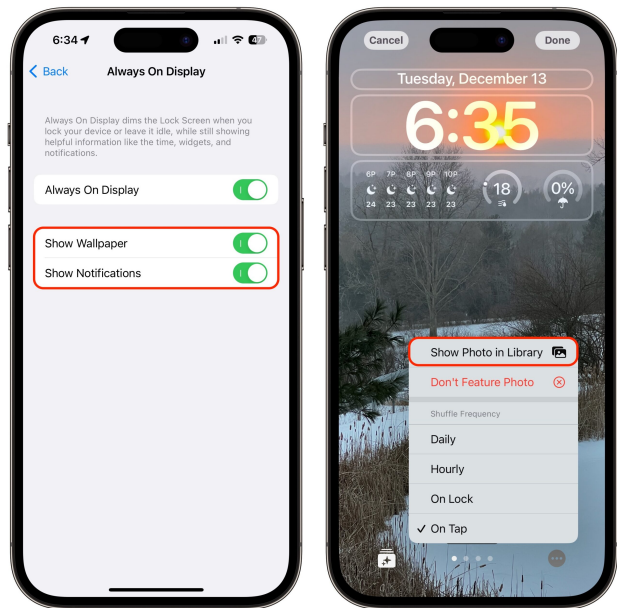 6:34
47
Back
Always On Display
Always On Display dims the Lock Screen when you
lock your device or leave it idle, while still showing
helpful information like the time, widgets, and
notifications.
Always On Display
Show Wallpaper
Show Notifications
Cancel
Done
Tuesday, December 13
6:35
6P 7P 8P 9P 10P
24 23 23 23 23
18
0%
Show Photo in Library
Don't Feature Photo
Shuffle Frequency
Daily
Hourly
On Lock
On Tap